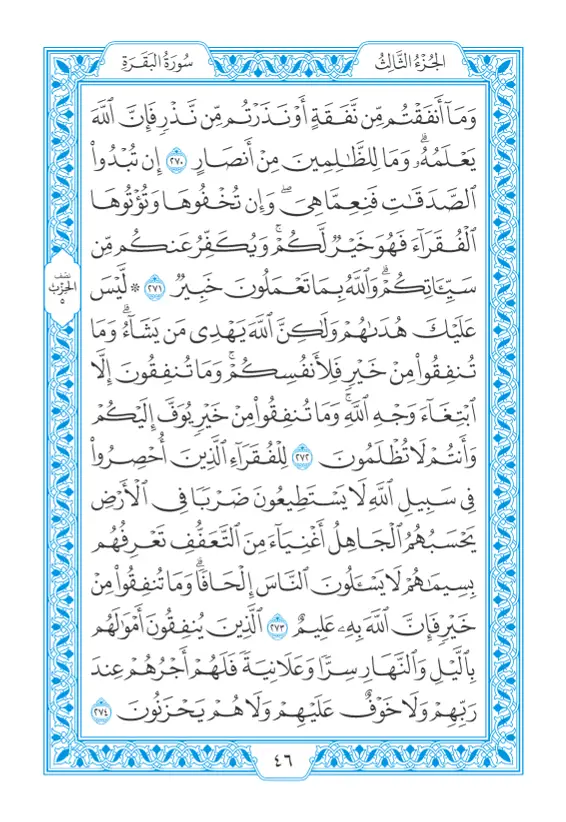 الجُزْءُ الثَّالِثُ
سُورَةُ البَقَرَةِ
وَمَآ أَنفَقْتُم مِّن نَّفَقَةٍ أَوْ نَذَرْتُم مِّن نَّذْرٍ فَإِنَّ ٱللَّهَ
يَعْلَمُهُۥۗ وَمَا لِلظَّـٰلِمِينَ مِنْ أَنصَارٍ ٢٧٠ إِن تُبْدُوا۟
ٱلصَّدَقَـٰتِ فَنِعِمَّا هِىَۖ وَإِن تُخْفُوهَا وَتُؤْتُوهَا
ٱلْفُقَرَآءَ فَهُوَ خَيْرٌ لَّكُمْۚ وَيُكَفِّرُ عَنكُم مِّن
سَيِّـَٔاتِكُمْۗ وَٱللَّهُ بِمَا تَعْمَلُونَ خَبِيرٌ ٢٧١ ۞ لَّيْسَ
عَلَيْكَ هُدَىٰهُمْ وَلَـٰكِنَّ ٱللَّهَ يَهْدِى مَن يَشَآءُۗ وَمَا
تُنفِقُوا۟ مِنْ خَيْرٍ فَلِأَنفُسِكُمْۚ وَمَا تُنفِقُونَ إِلَّا
ٱبْتِغَآءَ وَجْهِ ٱللَّهِۚ وَمَا تُنفِقُوا۟ مِنْ خَيْرٍ يُوَفَّ إِلَيْكُمْ
وَأَنتُمْ لَا تُظْلَمُونَ ٢٧٢ لِلْفُقَرَآءِ ٱلَّذِينَ أُحْصِرُوا۟
فِى سَبِيلِ ٱللَّهِ لَا يَسْتَطِيعُونَ ضَرْبًا فِى ٱلْأَرْضِ
يَحْسَبُهُمُ ٱلْجَاهِلُ أَغْنِيَآءَ مِنَ ٱلتَّعَفُّفِ تَعْرِفُهُم
بِسِيمَـٰهُمْ لَا يَسْـَٔلُونَ ٱلنَّاسَ إِلْحَافًاۗ وَمَا تُنفِقُوا۟ مِنْ
خَيْرٍ فَإِنَّ ٱللَّهَ بِهِۦ عَلِيمٌ ٢٧٣ ٱلَّذِينَ يُنفِقُونَ أَمْوَٰلَهُم
بِٱلَّيْلِ وَٱلنَّهَارِ سِرًّا وَعَلَانِيَةً فَلَهُمْ أَجْرُهُمْ عِندَ
رَبِّهِمْ وَلَا خَوْفٌ عَلَيْهِمْ وَلَا هُمْ يَحْزَنُونَ ٢٧٤
نصف
الحزب
٥
٤٦